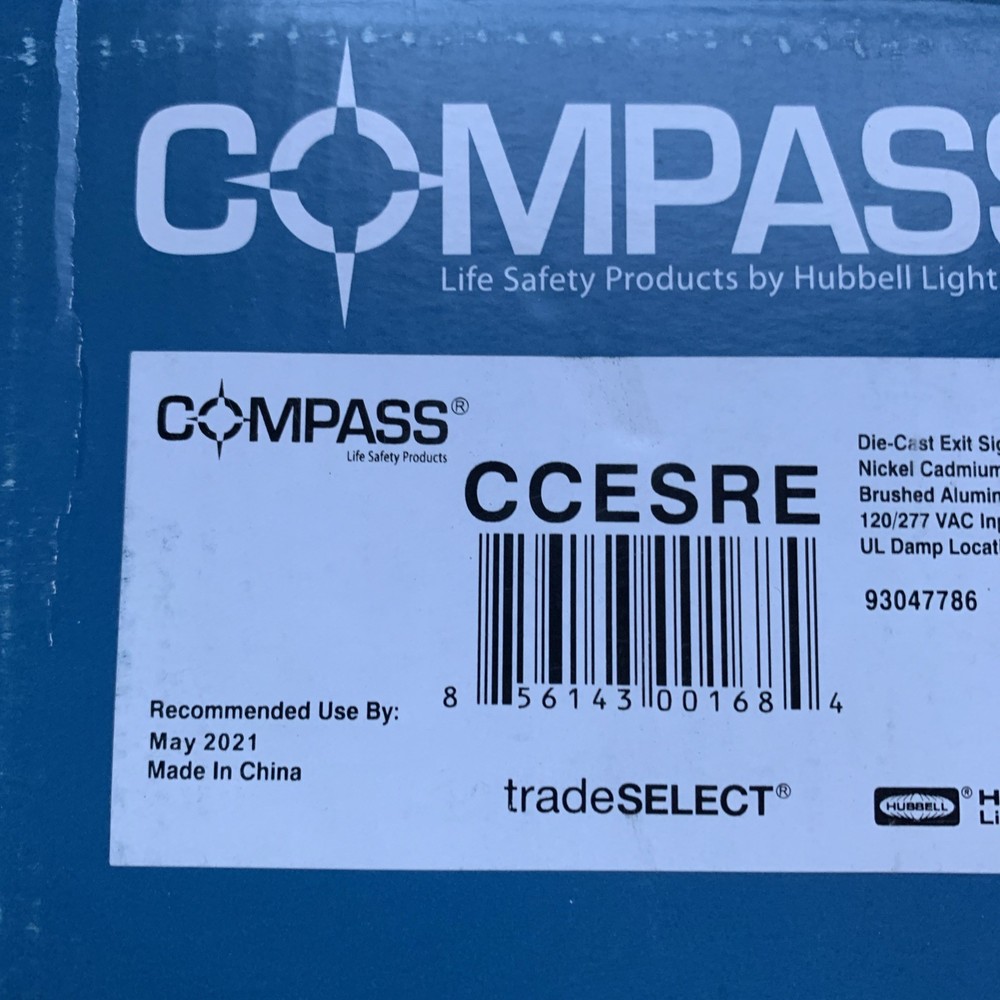 COMPASS
Life Safety Products by Hubbell Light
COMPASS®
Life Safety Products
CCESRE
Die-Cast Exit Sig
Nickel Cadmium
Brushed Alumin
120/277 VAC Inp
UL Damp Locat
93047786
8 56143 00168 4
Recommended Use By:
May 2021
Made In China
tradeSELECT®
HUBBELL®
H
Li